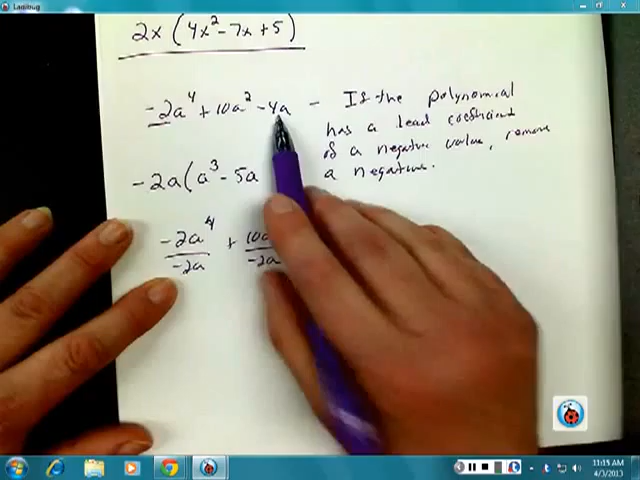 Ladibug
2x (4x² - 7x + 5)
-2a⁴ + 10a² - 4a - If the polynomial
has a lead coefficient
of a negative value, remove
a negative.
-2a(a³ - 5a
-2a⁴/-2a + 10a/-2a
11:15 AM
4/3/2013